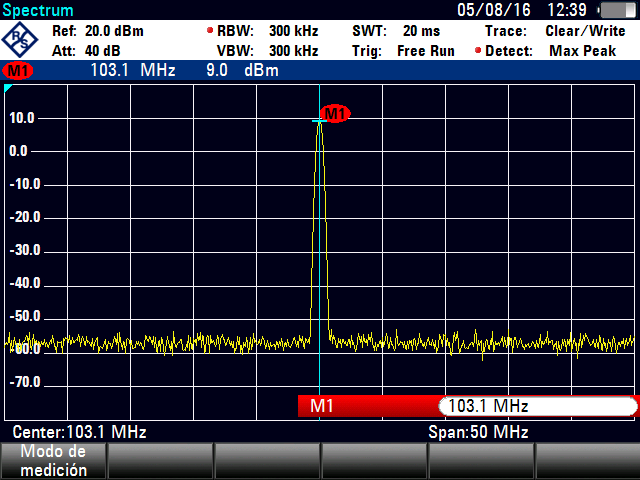 Spectrum 05/08/16 12:39
R&S Ref: 20.0 dBm RBW: 300 kHz SWT: 20 ms Trace: Clear/Write
Att: 40 dB VBW: 300 kHz Trig: Free Run Detect: Max Peak
M1 103.1 MHz 9.0 dBm
M1
10.0
0.0
-10.0
-20.0
-30.0
-40.0
-50.0
-60.0
-70.0
M1 103.1 MHz
Center:103.1 MHz Span:50 MHz
Modo de
medición